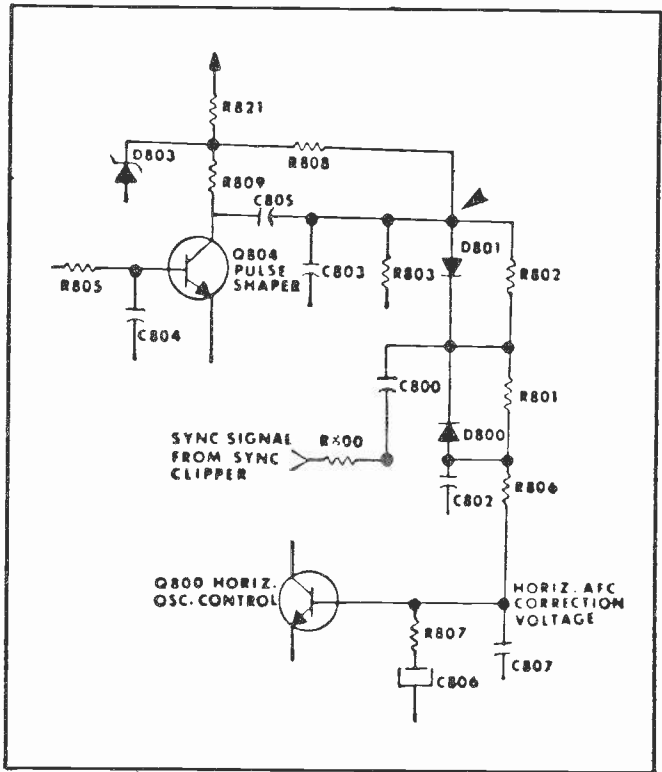 R821
D803
R808
R809
C805
Q804
PULSE
SHAPER
D801
R805
C804
C803
R803
R802
C800
R801
SYNC SIGNAL
FROM SYNC
CLIPPER
R800
D800
C802
R806
Q800 HORIZ.
OSC. CONTROL
HORIZ. AFC
CORRECTION
VOLTAGE
R807
C806
C807